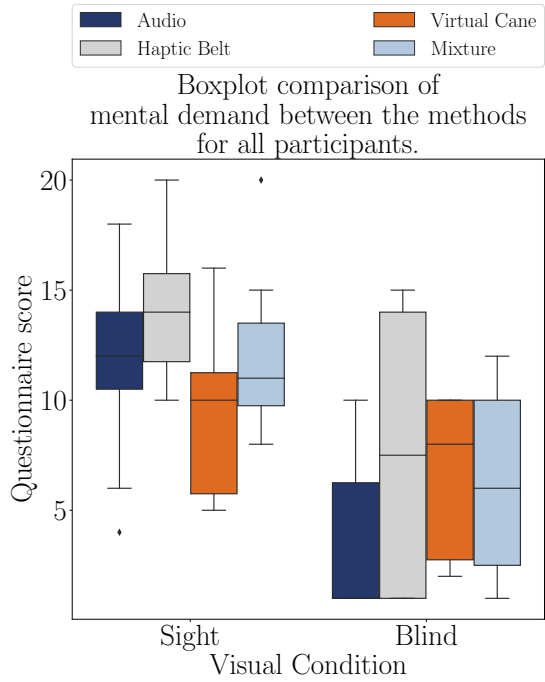 Audio
Haptic Belt
Virtual Cane
Mixture
Boxplot comparison of
mental demand between the methods
for all participants.
20
15
10
5
Questionnaire score
Sight
Blind
Visual Condition